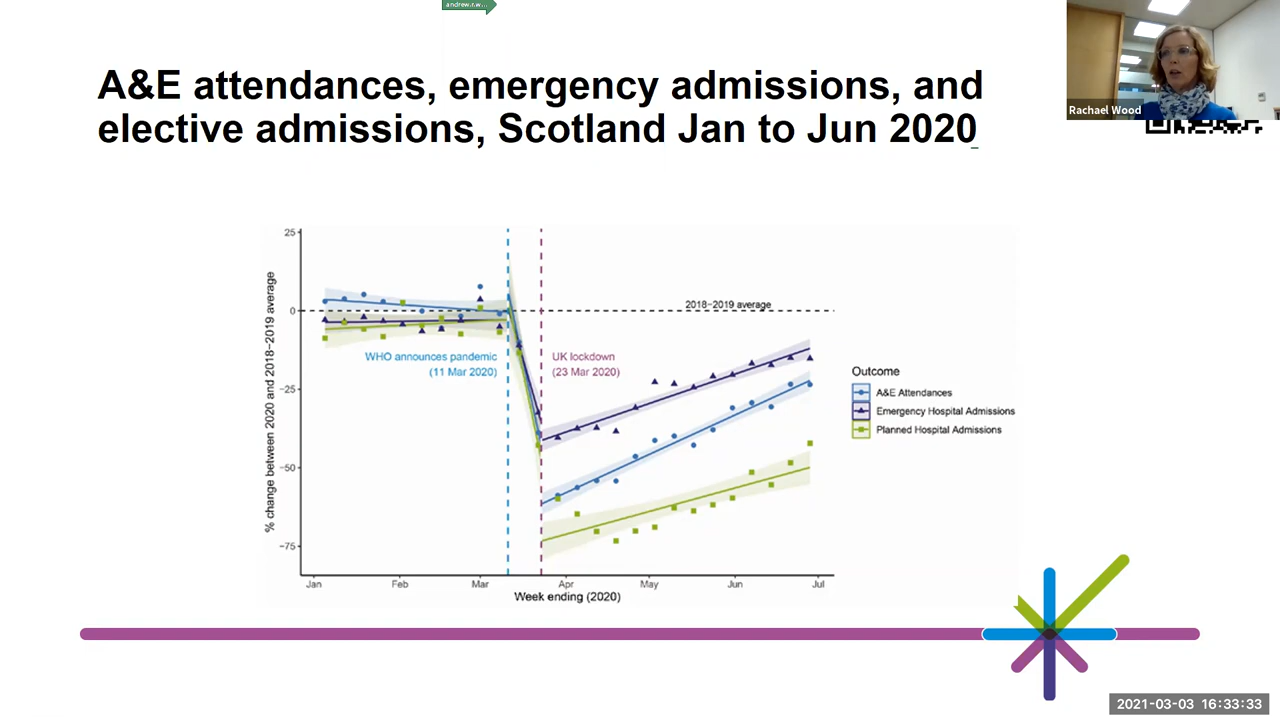 andrew.r.w...
A&E attendances, emergency admissions, and
elective admissions, Scotland Jan to Jun 2020
Rachael Wood
% change between 2020 and 2018−2019 average
25
0
−25
−50
−75
2018−2019 average
WHO announces pandemic
(11 Mar 2020)
UK lockdown
(23 Mar 2020)
Outcome
A&E Attendances
Emergency Hospital Admissions
Planned Hospital Admissions
Jan Feb Mar Apr May Jun Jul
Week ending (2020)
2021-03-03 16:33:33